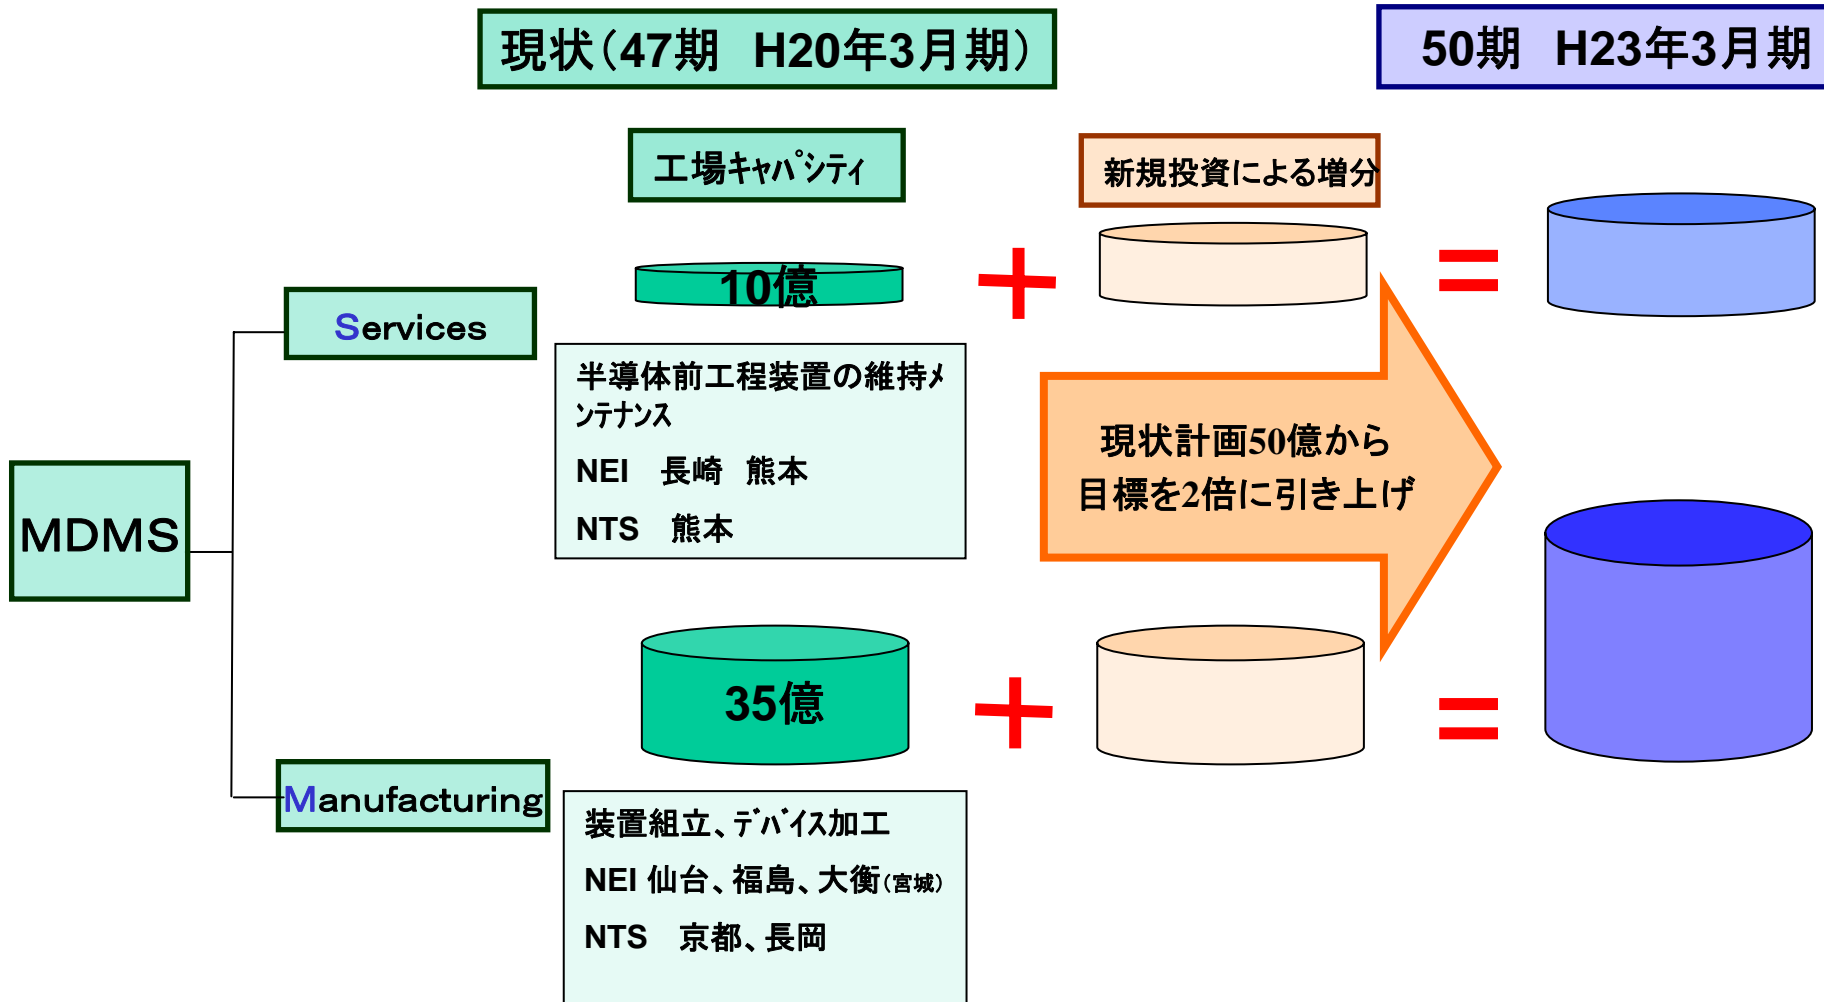 現状（47期　H20年3月期）
50期　H23年3月期
工場ｷｬﾊﾟｼﾃｨ
新規投資による増分
10億
Services
半導体前工程装置の維持ﾒ
ﾝﾃﾅﾝｽ
NEI　長崎　熊本
NTS　熊本
現状計画50億から
目標を2倍に引き上げ
MDMS
35億
Manufacturing
装置組立、ﾃﾞﾊﾞｲｽ加工
NEI 仙台、福島、大衡（宮城）
NTS　京都、長岡